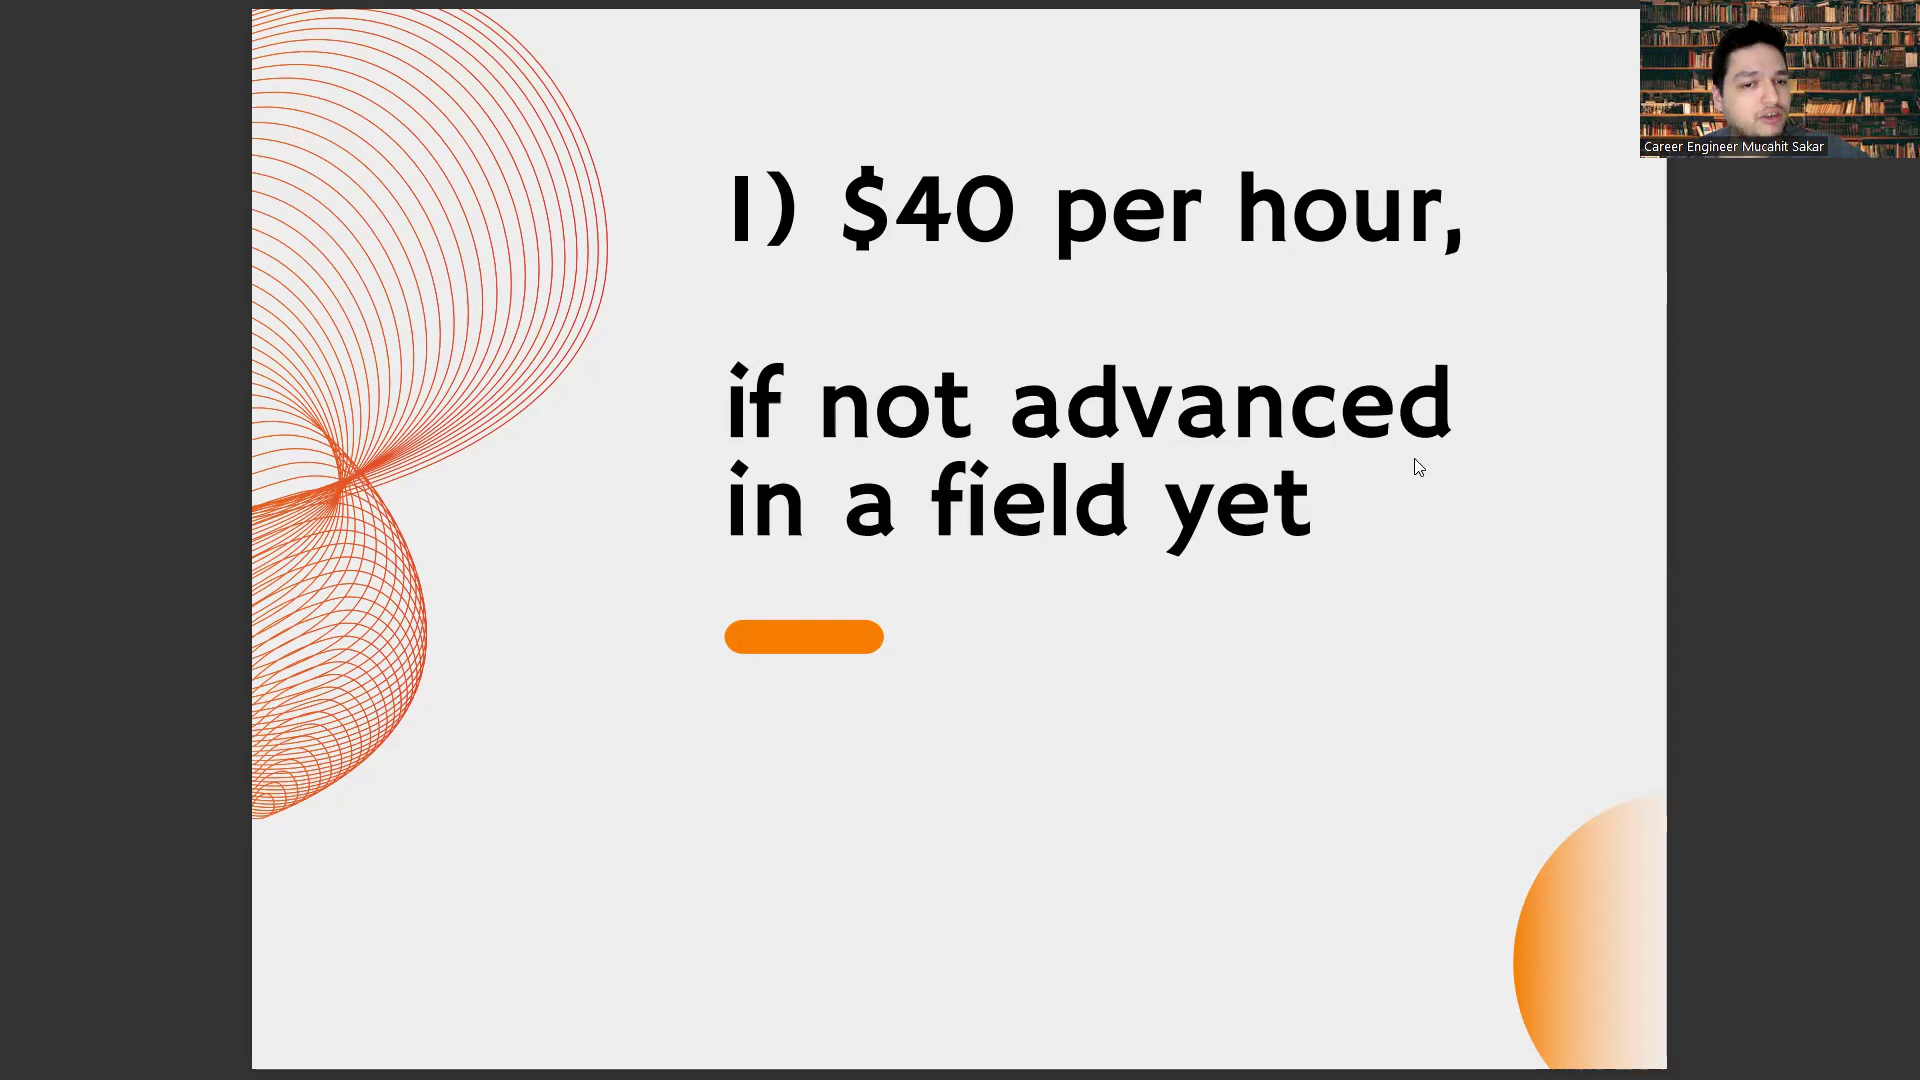 1) $40 per hour,
if not advanced
in a field yet
Career Engineer Mucahit Sakar